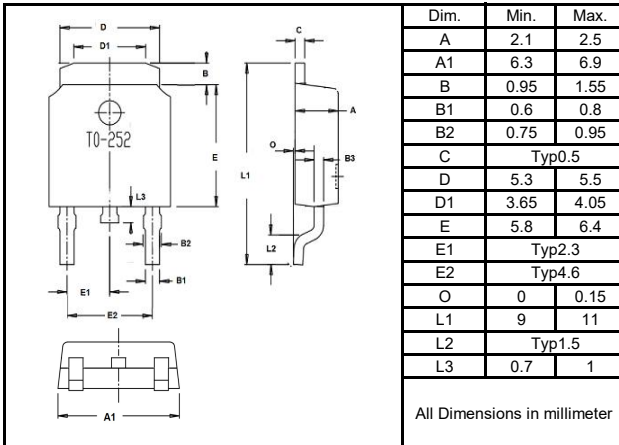 D
D1
C
B
A
TO-252
E
L1
O
B3
L3
B2
L2
E1
B1
E2
A1
Dim. Min. Max.
A 2.1 2.5
A1 6.3 6.9
B 0.95 1.55
B1 0.6 0.8
B2 0.75 0.95
C Typ0.5
D 5.3 5.5
D1 3.65 4.05
E 5.8 6.4
E1 Typ2.3
E2 Typ4.6
O 0 0.15
L1 9 11
L2 Typ1.5
L3 0.7 1
All Dimensions in millimeter